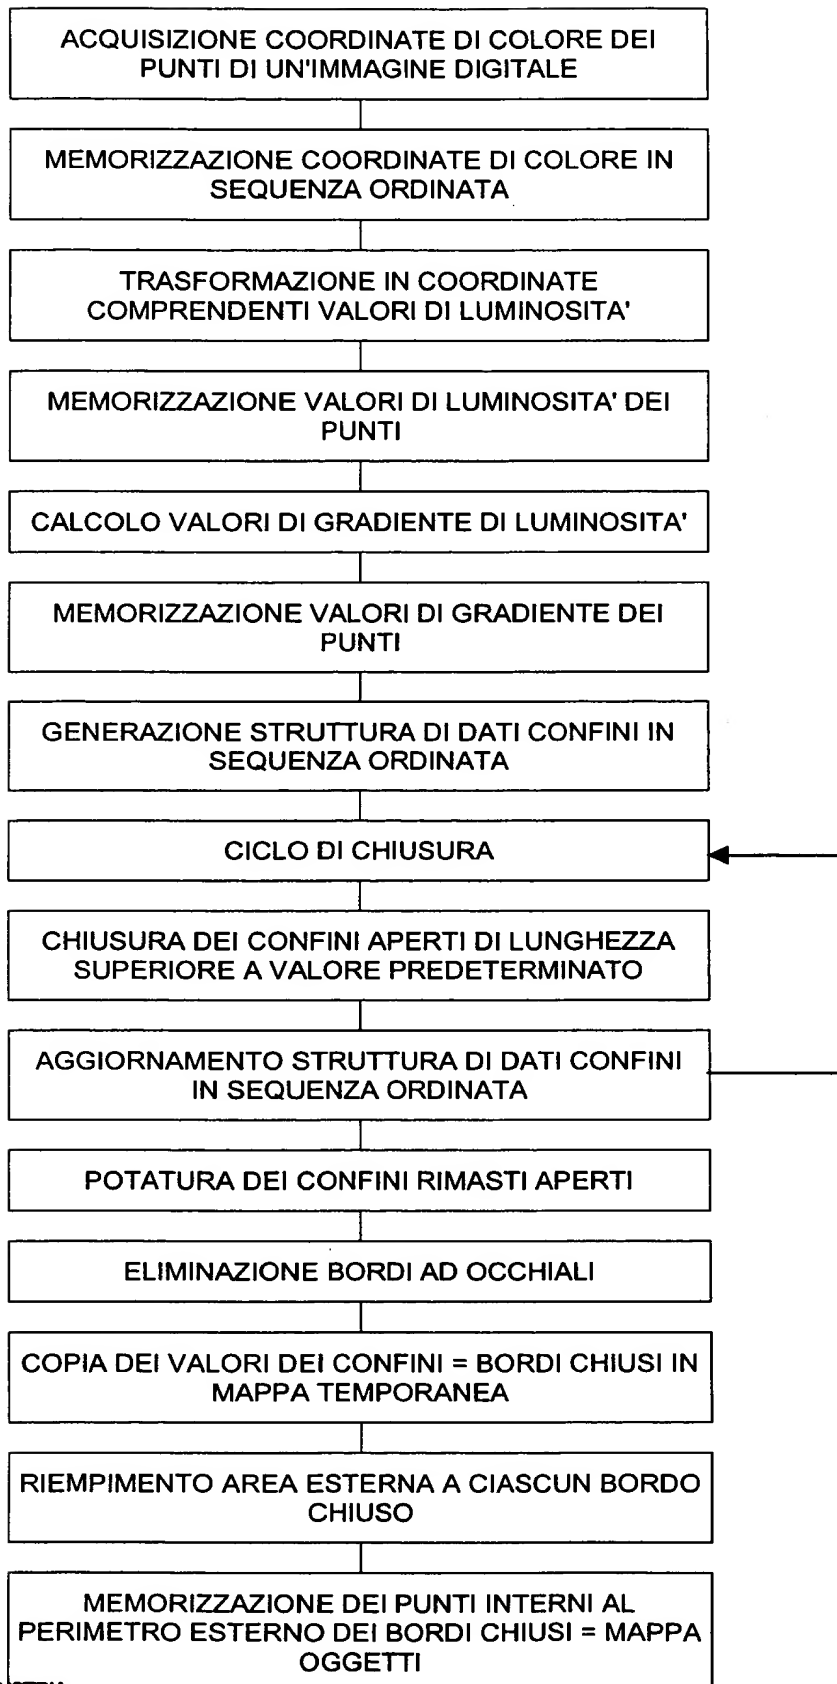 ACQUISIZIONE COORDINATE DI COLORE DEI
PUNTI DI UN'IMMAGINE DIGITALE
MEMORIZZAZIONE COORDINATE DI COLORE IN
SEQUENZA ORDINATA
TRASFORMAZIONE IN COORDINATE
COMPRENDENTI VALORI DI LUMINOSITA'
MEMORIZZAZIONE VALORI DI LUMINOSITA' DEI
PUNTI
CALCOLO VALORI DI GRADIENTE DI LUMINOSITA'
MEMORIZZAZIONE VALORI DI GRADIENTE DEI
PUNTI
GENERAZIONE STRUTTURA DI DATI CONFINI IN
SEQUENZA ORDINATA
CICLO DI CHIUSURA
CHIUSURA DEI CONFINI APERTI DI LUNGHEZZA
SUPERIORE A VALORE PREDETERMINATO
AGGIORNAMENTO STRUTTURA DI DATI CONFINI
IN SEQUENZA ORDINATA
POTATURA DEI CONFINI RIMASTI APERTI
ELIMINAZIONE BORDI AD OCCHIALI
COPIA DEI VALORI DEI CONFINI = BORDI CHIUSI IN
MAPPA TEMPORANEA
RIEMPIMENTO AREA ESTERNA A CIASCUN BORDO
CHIUSO
MEMORIZZAZIONE DEI PUNTI INTERNI AL
PERIMETRO ESTERNO DEI BORDI CHIUSI = MAPPA
OGGETTI